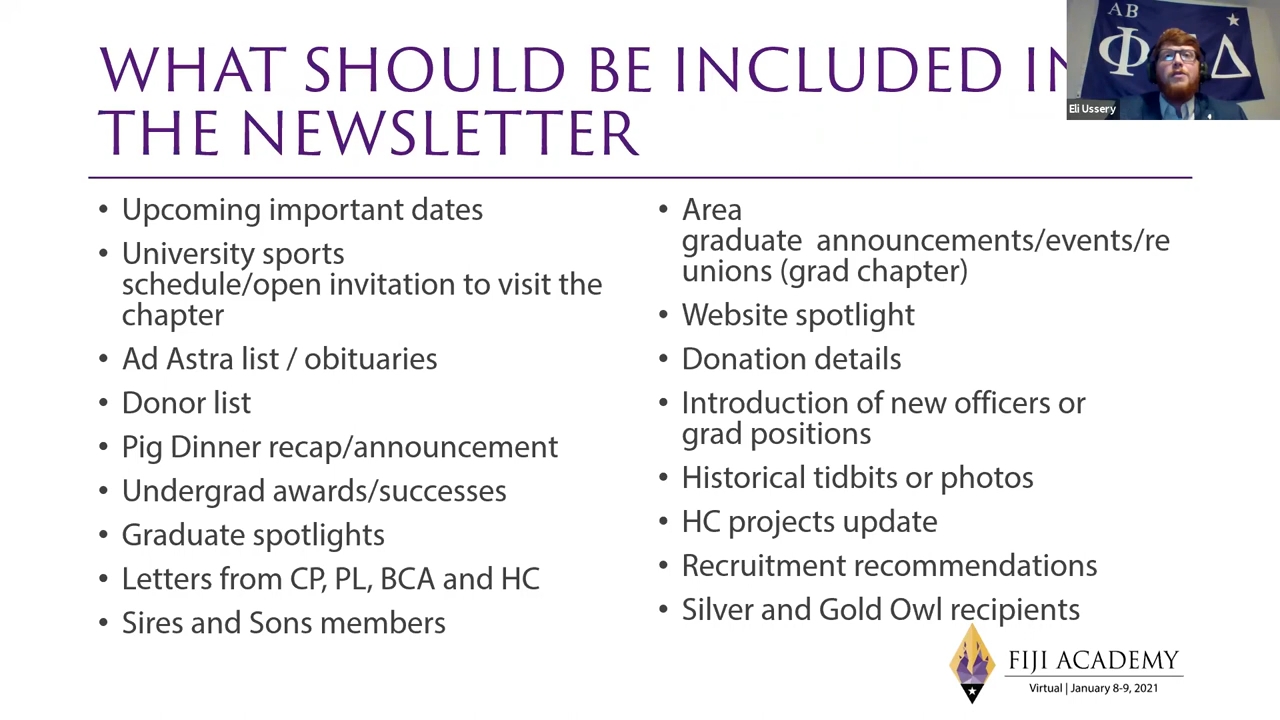 WHAT SHOULD BE INCLUDED IN
THE NEWSLETTER
ΑΒ
Φ Δ
Eli Ussery
• Upcoming important dates
• University sports
schedule/open invitation to visit the
chapter
• Ad Astra list / obituaries
• Donor list
• Pig Dinner recap/announcement
• Undergrad awards/successes
• Graduate spotlights
• Letters from CP, PL, BCA and HC
• Sires and Sons members
• Area
graduate announcements/events/re
unions (grad chapter)
• Website spotlight
• Donation details
• Introduction of new officers or
grad positions
• Historical tidbits or photos
• HC projects update
• Recruitment recommendations
• Silver and Gold Owl recipients
FIJI ACADEMY
Virtual | January 8-9, 2021